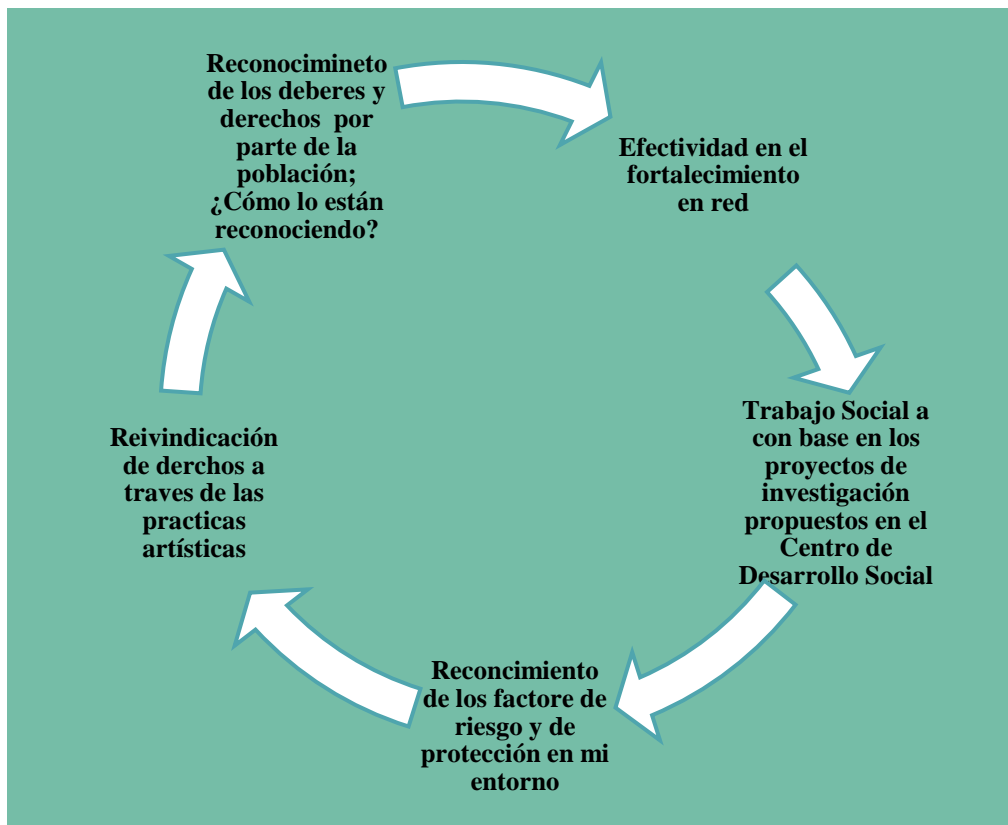 Reconocimineto
de los deberes y
derechos por
parte de la
población;
¿Cómo lo están
reconociendo?
Efectividad en el
fortalecimiento
en red
Trabajo Social a
con base en los
proyectos de
investigación
propuestos en el
Centro de
Desarrollo Social
Reconcimiento
de los factore de
riesgo y de
protección en mi
entorno
Reivindicación
de derchos a
traves de las
practicas
artísticas